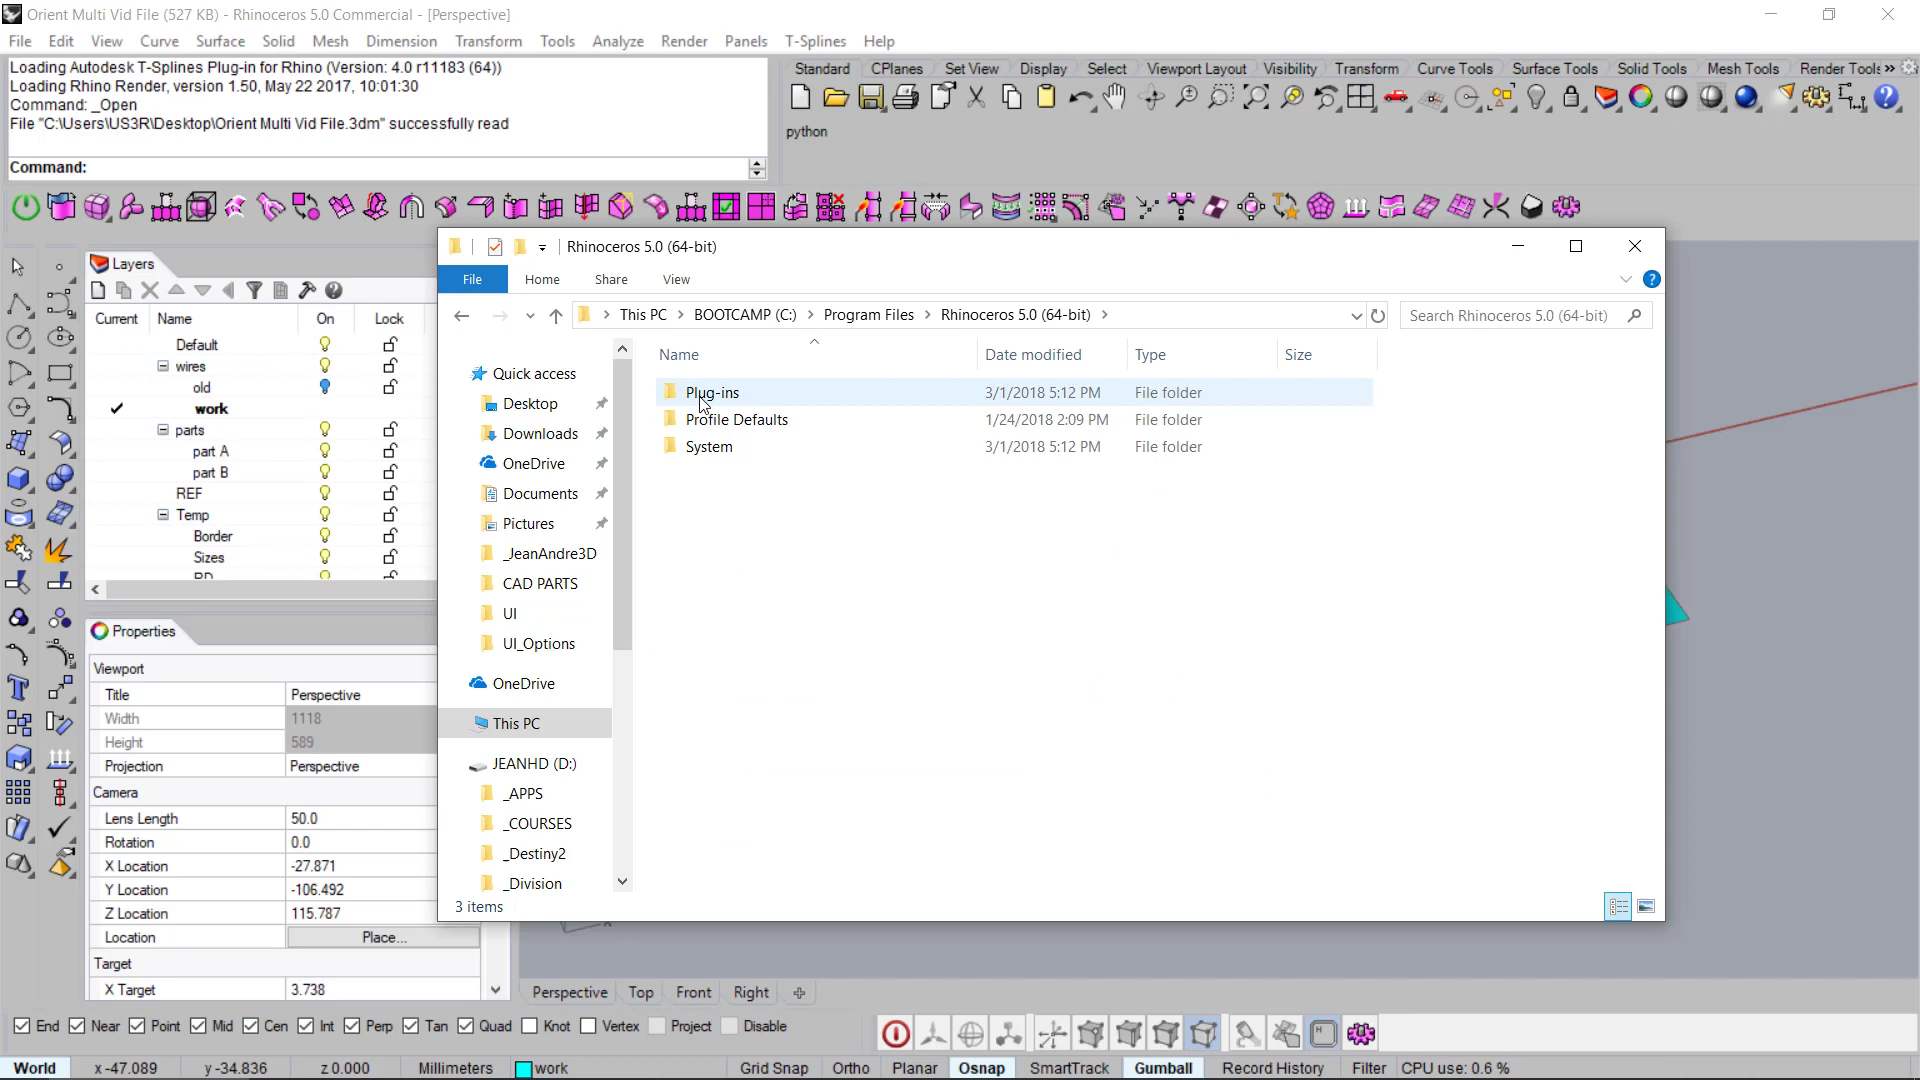 Orient Multi Vid File (527 KB) - Rhinoceros 5.0 Commercial - [Perspective]
File Edit View Curve Surface Solid Mesh Dimension Transform Tools Analyze Render Panels T-Splines Help
Loading Autodesk T-Splines Plug-in for Rhino (Version: 4.0 r11183 (64))
Loading Rhino Render, version 1.50, May 22 2017, 10:01:30
Command: _Open
File "C:\Users\US3R\Desktop\Orient Multi Vid File.3dm" successfully read
Command:
Standard CPlanes Set View Display Select Viewport Layout Visibility Transform Curve Tools Surface Tools Solid Tools Mesh Tools Render Tools »
python
Layers
Current Name On Lock
Default
wires
old
work
parts
part A
part B
REF
Temp
Border
Sizes
RD
Properties
Viewport
Title Perspective
Width 1118
Height 589
Projection Perspective
Camera
Lens Length 50.0
Rotation 0.0
X Location -27.871
Y Location -106.492
Z Location 115.787
Location Place...
Target
X Target 3.738
Rhinoceros 5.0 (64-bit)
File Home Share View
This PC > BOOTCAMP (C:) > Program Files > Rhinoceros 5.0 (64-bit) >
Search Rhinoceros 5.0 (64-bit)
Quick access
Desktop
Downloads
OneDrive
Documents
Pictures
_JeanAndre3D
CAD PARTS
UI
UI_Options
OneDrive
This PC
JEANHD (D:)
_APPS
_COURSES
_Destiny2
_Division
Name Date modified Type Size
Plug-ins 3/1/2018 5:12 PM File folder
Profile Defaults 1/24/2018 2:09 PM File folder
System 3/1/2018 5:12 PM File folder
3 items
Perspective Top Front Right
End Near Point Mid Cen Int Perp Tan Quad Knot Vertex Project Disable
World x -47.089 y -34.836 z 0.000 Millimeters work Grid Snap Ortho Planar Osnap SmartTrack Gumball Record History Filter CPU use: 0.6 %